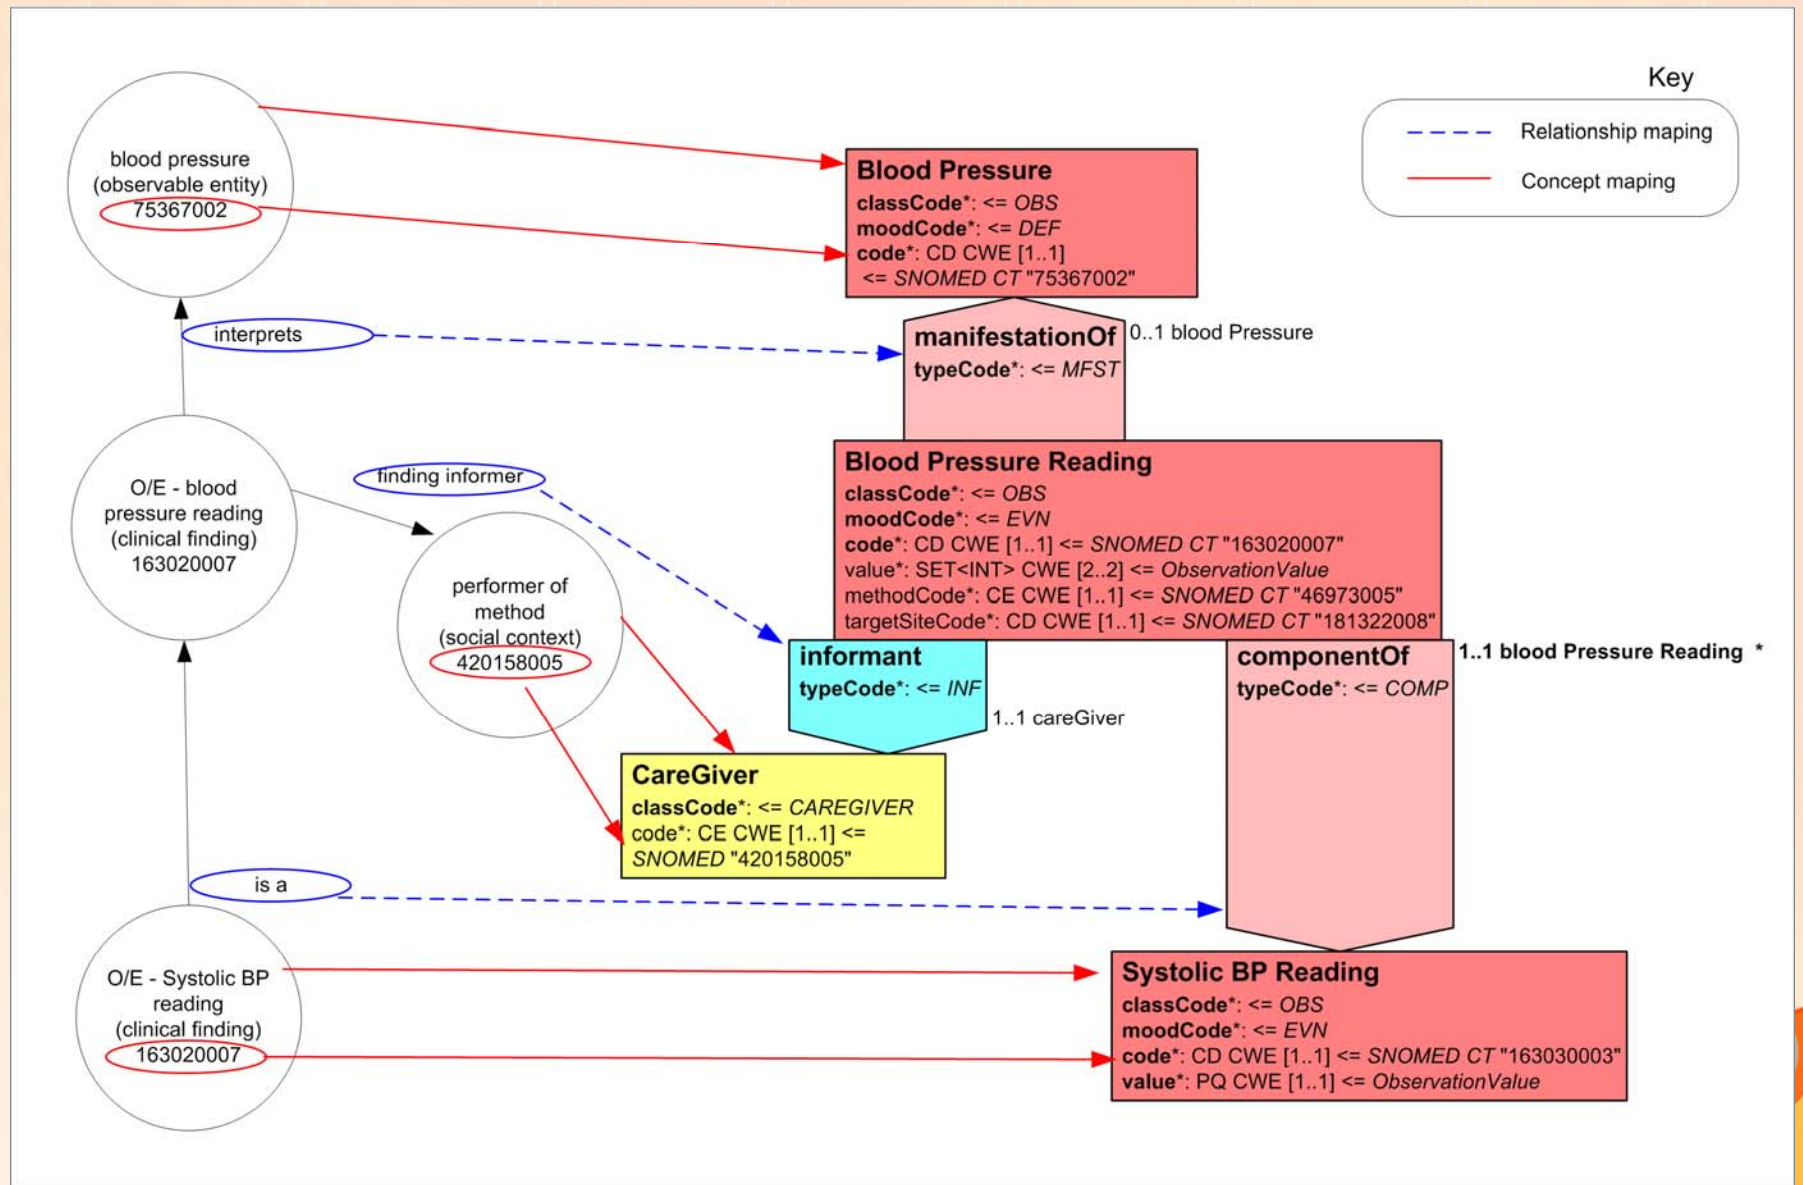 Key
Relationship maping
Concept maping
blood pressure
(observable entity)
75367002
Blood Pressure
classCode*: <= OBS
moodCode*: <= DEF
code*: CD CWE [1..1]
<= SNOMED CT "75367002"
interprets
manifestationOf
typeCode*: <= MFST
0..1 blood Pressure
O/E - blood
pressure reading
(clinical finding)
163020007
finding informer
performer of
method
(social context)
420158005
Blood Pressure Reading
classCode*: <= OBS
moodCode*: <= EVN
code*: CD CWE [1..1] <= SNOMED CT "163020007"
value*: SET<INT> CWE [2..2] <= ObservationValue
methodCode*: CE CWE [1..1] <= SNOMED CT "46973005"
targetSiteCode*: CD CWE [1..1] <= SNOMED CT "181322008"
informant
typeCode*: <= INF
1..1 careGiver
componentOf
typeCode*: <= COMP
1..1 blood Pressure Reading *
CareGiver
classCode*: <= CAREGIVER
code*: CE CWE [1..1] <=
SNOMED "420158005"
is a
O/E - Systolic BP
reading
(clinical finding)
163020007
Systolic BP Reading
classCode*: <= OBS
moodCode*: <= EVN
code*: CD CWE [1..1] <= SNOMED CT "163030003"
value*: PQ CWE [1..1] <= ObservationValue